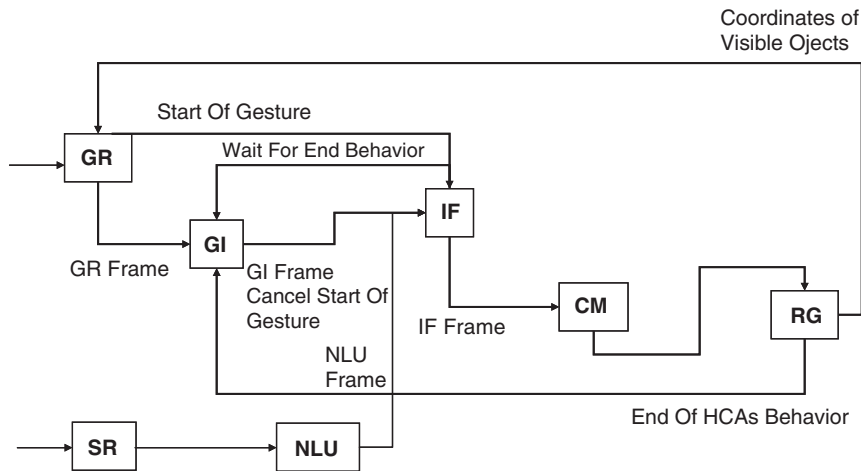 Coordinates of
Visible Ojects
Start Of Gesture
GR
Wait For End Behavior
IF
GI
GR Frame
GI Frame
Cancel Start Of
Gesture
CM
RG
IF Frame
NLU
Frame
End Of HCAs Behavior
SR
NLU